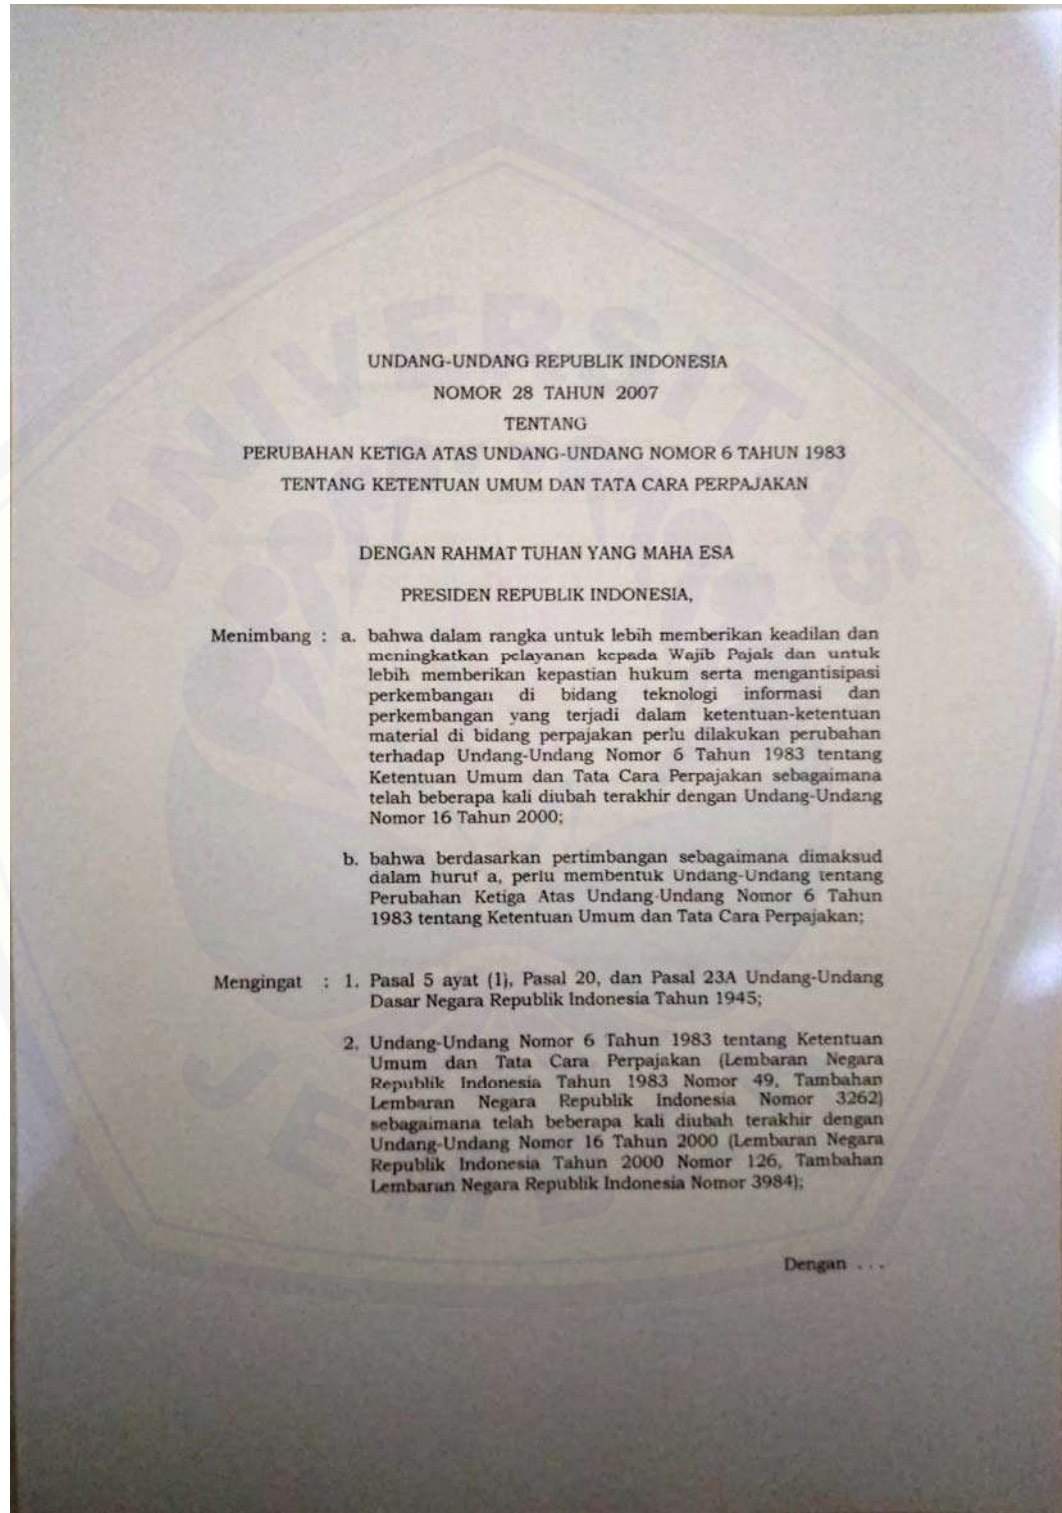 UNDANG-UNDANG REPUBLIK INDONESIA
NOMOR 28 TAHUN 2007
TENTANG
PERUBAHAN KETIGA ATAS UNDANG-UNDANG NOMOR 6 TAHUN 1983
TENTANG KETENTUAN UMUM DAN TATA CARA PERPAJAKAN
DENGAN RAHMAT TUHAN YANG MAHA ESA
PRESIDEN REPUBLIK INDONESIA,
Menimbang : a. bahwa dalam rangka untuk lebih memberikan keadilan dan
meningkatkan pelayanan kepada Wajib Pajak dan untuk
lebih memberikan kepastian hukum serta mengantisipasi
perkembangan di bidang teknologi informasi dan
perkembangan yang terjadi dalam ketentuan-ketentuan
material di bidang perpajakan perlu dilakukan perubahan
terhadap Undang-Undang Nomor 6 Tahun 1983 tentang
Ketentuan Umum dan Tata Cara Perpajakan sebagaimana
telah beberapa kali diubah terakhir dengan Undang-Undang
Nomor 16 Tahun 2000;
b. bahwa berdasarkan pertimbangan sebagaimana dimaksud
dalam huruf a, perlu membentuk Undang-Undang tentang
Perubahan Ketiga Atas Undang-Undang Nomor 6 Tahun
1983 tentang Ketentuan Umum dan Tata Cara Perpajakan;
Mengingat : 1. Pasal 5 ayat (1), Pasal 20, dan Pasal 23A Undang-Undang
Dasar Negara Republik Indonesia Tahun 1945;
2. Undang-Undang Nomor 6 Tahun 1983 tentang Ketentuan
Umum dan Tata Cara Perpajakan (Lembaran Negara
Republik Indonesia Tahun 1983 Nomor 49, Tambahan
Lembaran Negara Republik Indonesia Nomor 3262)
sebagaimana telah beberapa kali diubah terakhir dengan
Undang-Undang Nomor 16 Tahun 2000 (Lembaran Negara
Republik Indonesia Tahun 2000 Nomor 126, Tambahan
Lembaran Negara Republik Indonesia Nomor 3984);
Dengan . . .
UNIVERSITAS
JEMBER